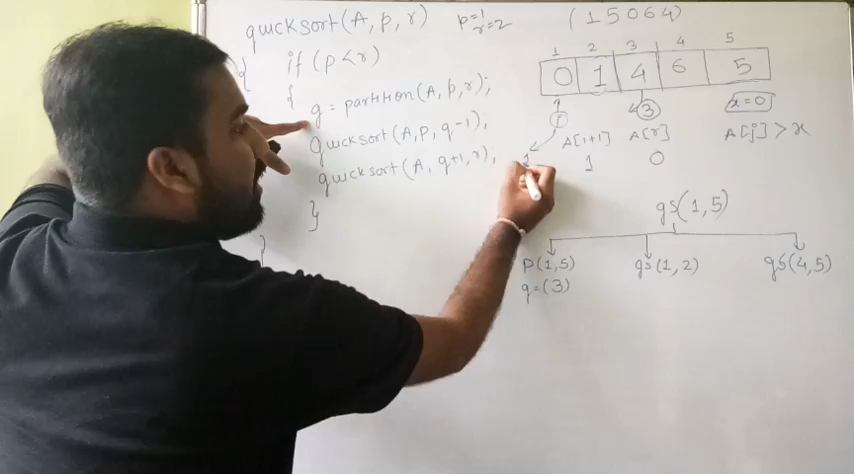 quicksort(A, p, r)
p=1
r=2
(15064)
{ if (p<r)
{
q = partition(A, p, r);
quicksort(A, p, q-1),
quicksort(A, q+1, r),
}
}
1 2 3 4 5
0 1 4 6 5
3
x=0
A[i+1] A[r] A[j] > x
1 0
1
qs(1,5)
P(1,5) qs(1,2) qs(4,5)
q=(3)